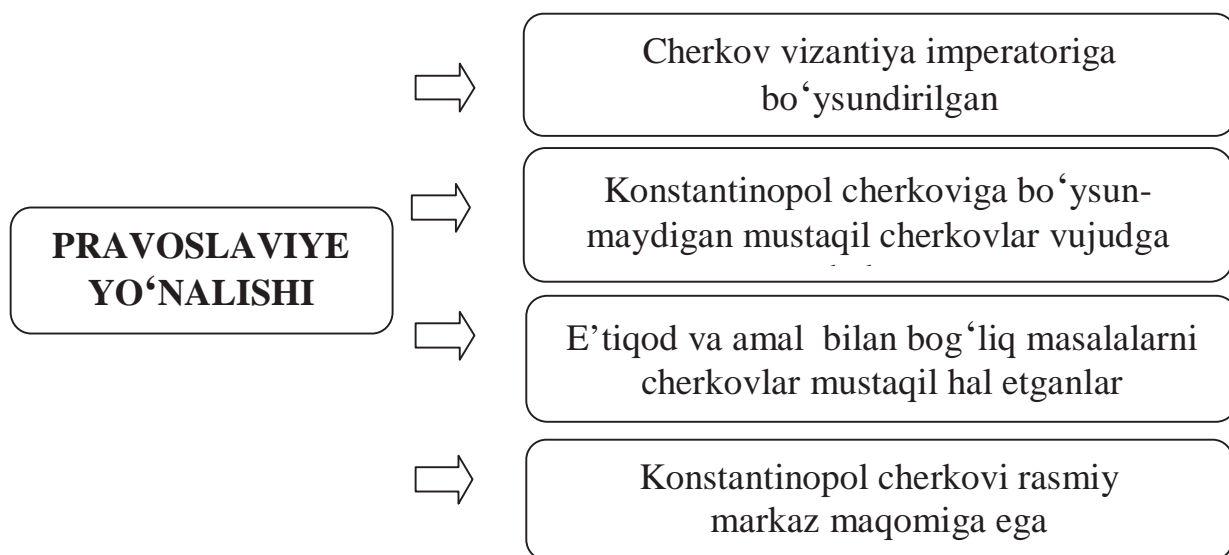 PRAVOSLAVIYE
YO‘NALISHI
Cherkov vizantiya imperatoriga
bo‘ysundirilgan
Konstantinopol cherkoviga bo‘ysun-
maydigan mustaqil cherkovlar vujudga
E’tiqod va amal bilan bog‘liq masalalarni
cherkovlar mustaqil hal etganlar
Konstantinopol cherkovi rasmiy
markaz maqomiga ega